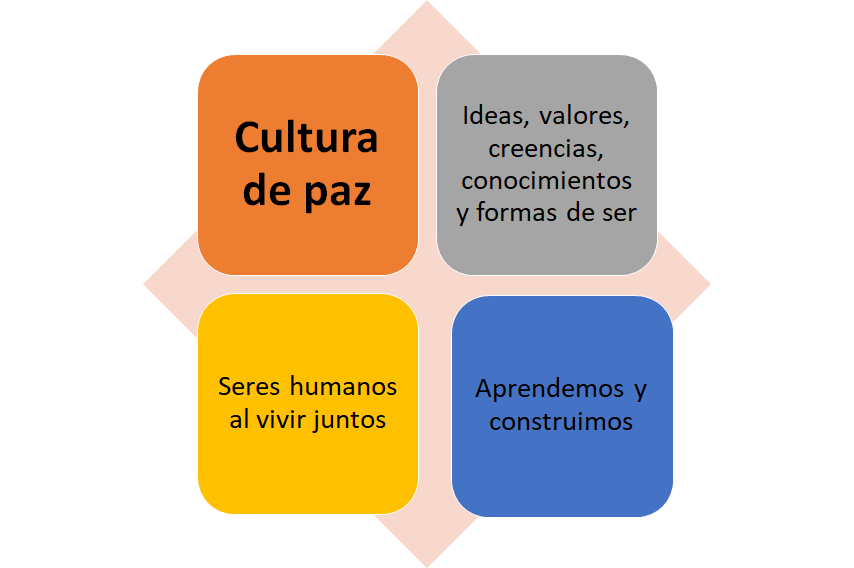 Cultura
de paz
Ideas, valores,
creencias,
conocimientos
y formas de ser
Seres humanos
al vivir juntos
Aprendemos y
construimos